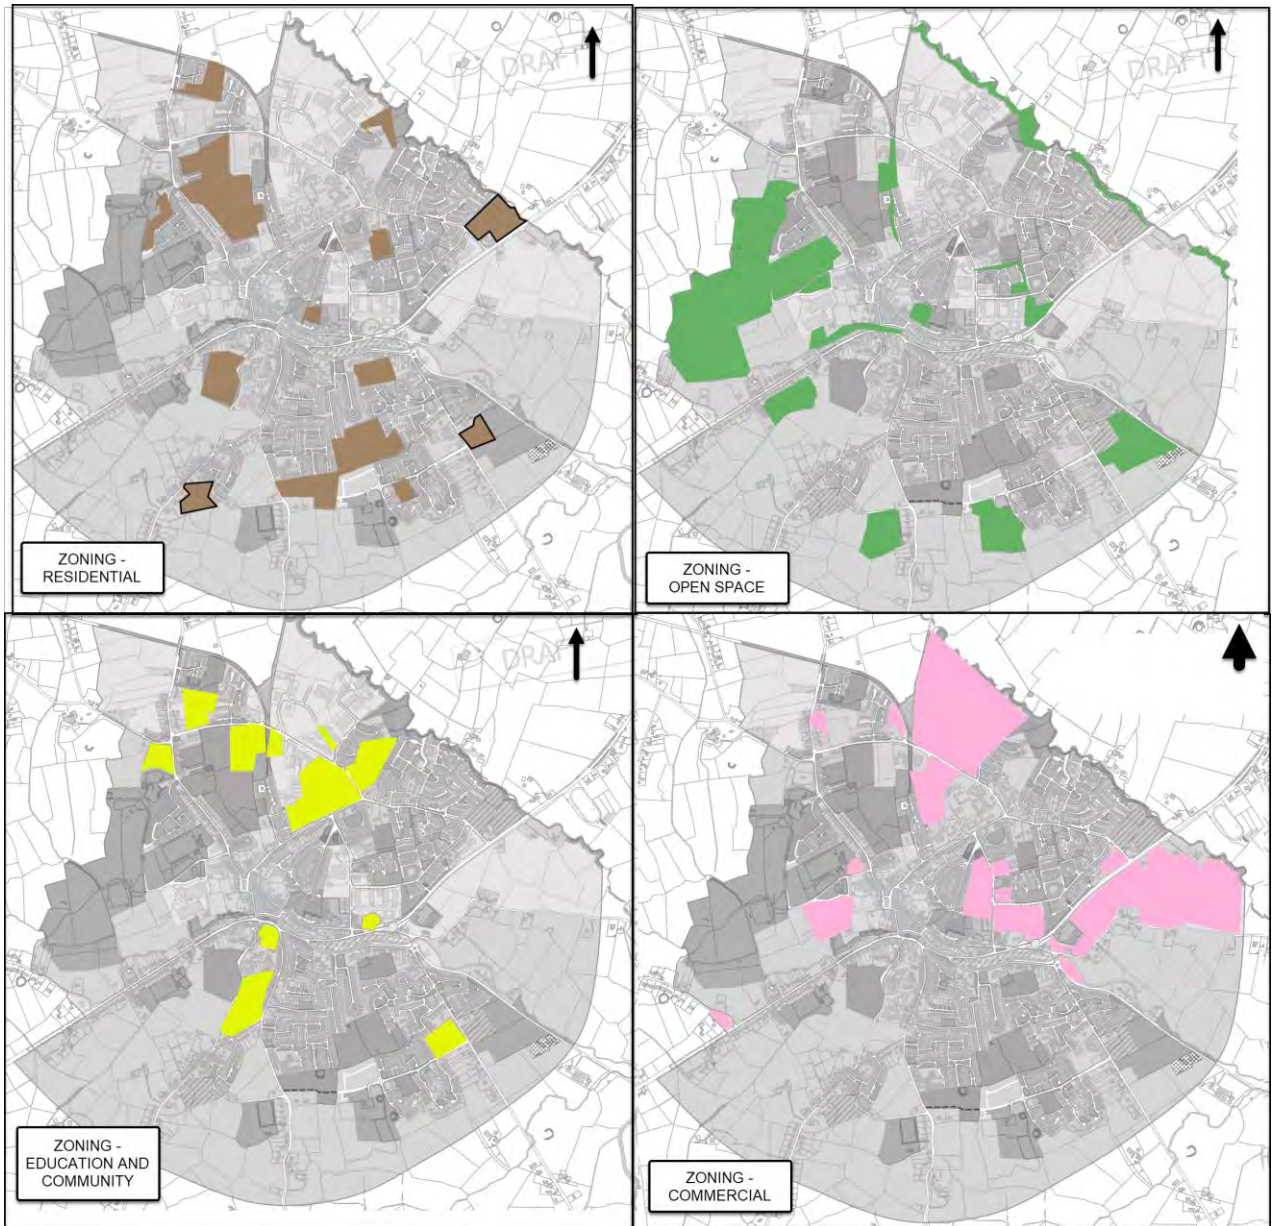 DRAFT
DRAFT
ZONING -
RESIDENTIAL
ZONING -
OPEN SPACE
DRAFT
ZONING -
EDUCATION AND
COMMUNITY
ZONING -
COMMERCIAL